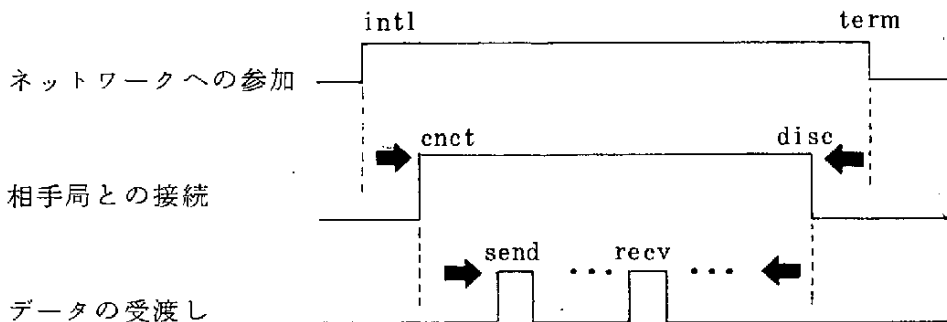 intl term
ネットワークへの参加
cnct disc
相手局との接続
send ・・・ recv ・・・
データの受渡し